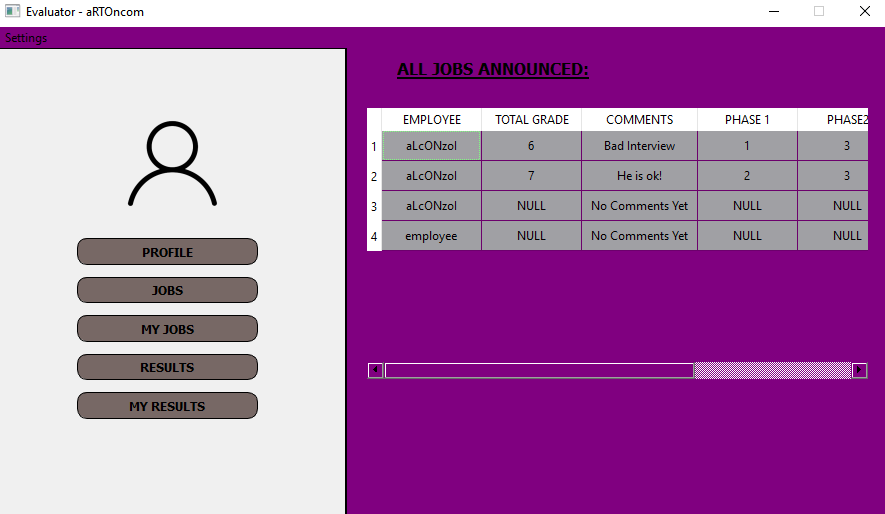 Evaluator - aRTOncom
Settings
PROFILE
JOBS
MY JOBS
RESULTS
MY RESULTS
ALL JOBS ANNOUNCED:
EMPLOYEE TOTAL GRADE COMMENTS PHASE 1 PHASE2
1 aLcONzol 6 Bad Interview 1 3
2 aLcONzol 7 He is ok! 2 3
3 aLcONzol NULL No Comments Yet NULL NULL
4 employee NULL No Comments Yet NULL NULL